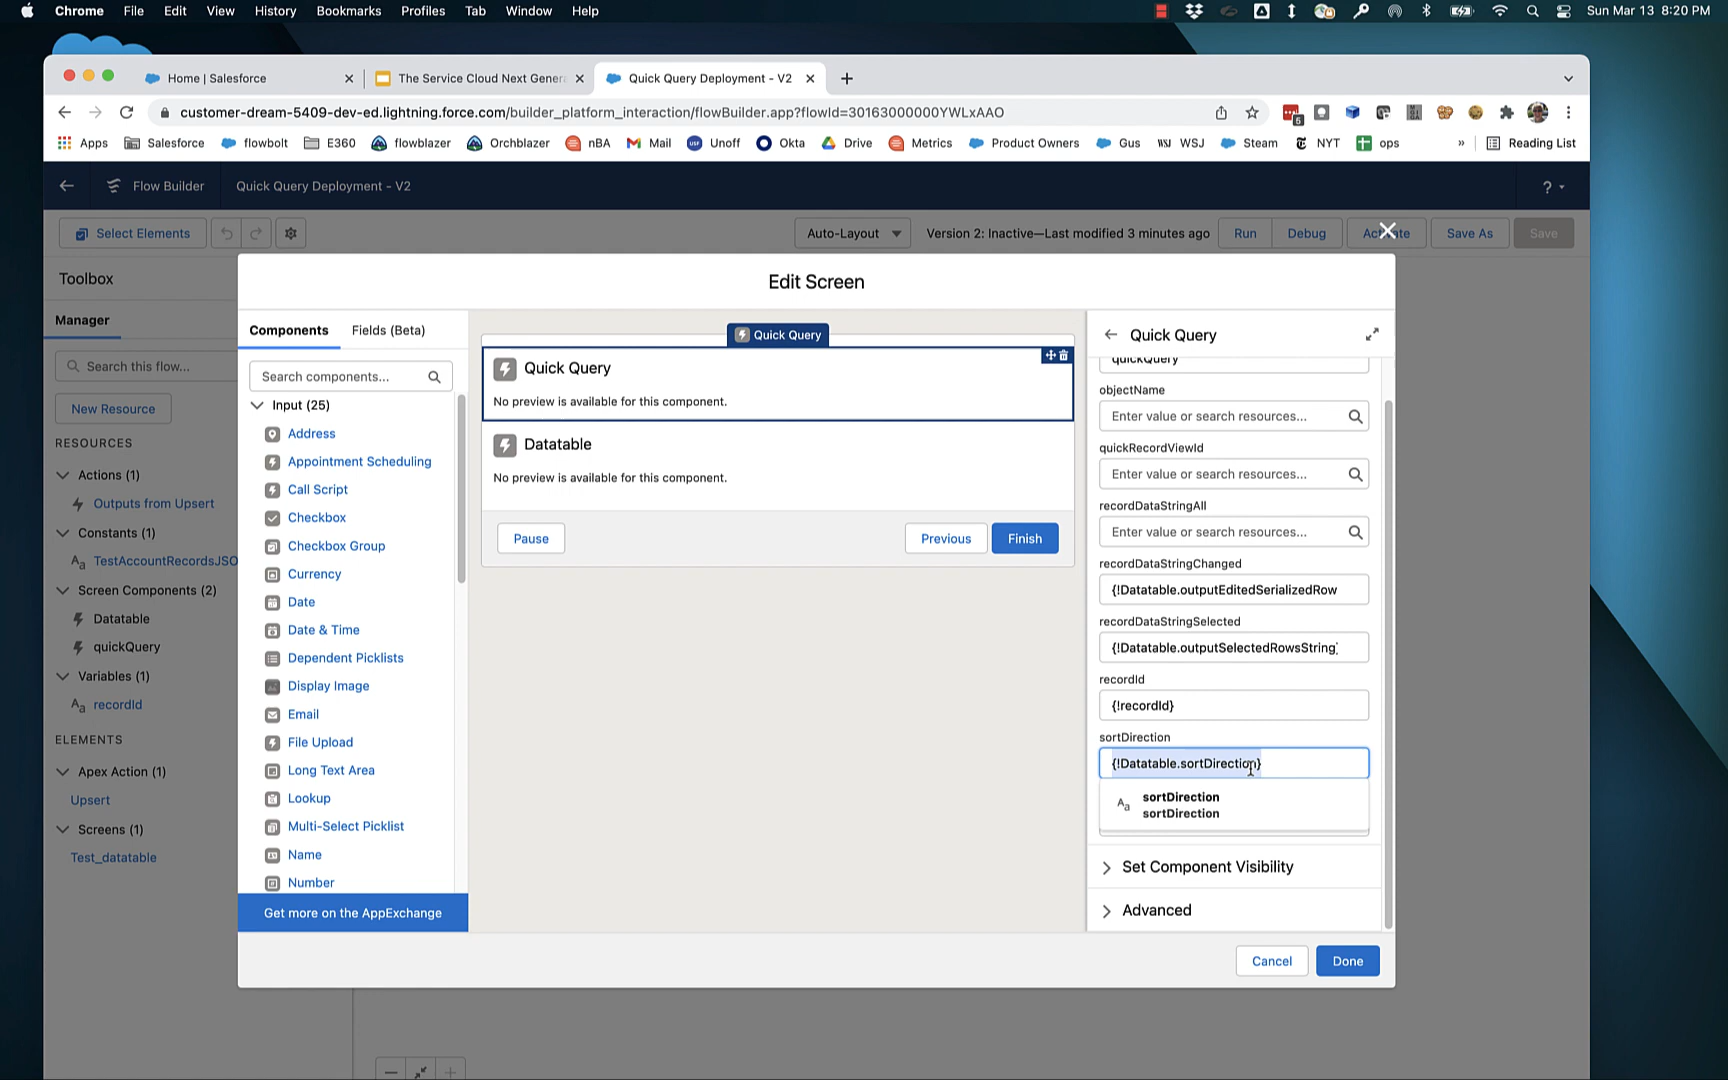 Chrome File Edit View History Bookmarks Profiles Tab Window Help
Sun Mar 13 8:20 PM
Home | Salesforce
The Service Cloud Next Gener
Quick Query Deployment - V2
customer-dream-5409-dev-ed.lightning.force.com/builder_platform_interaction/flowBuilder.app?flowId=30163000000YWLxAAO
5
Apps Salesforce flowbolt E360 flowblazer Orchblazer nBA Mail Unoff Okta Drive Metrics Product Owners Gus WSJ WSJ Steam NYT ops » Reading List
Flow Builder Quick Query Deployment - V2
?
Select Elements
Auto-Layout
Version 2: Inactive—Last modified 3 minutes ago
Run Debug Activate Save As Save
Toolbox
Manager
Search this flow...
New Resource
RESOURCES
Actions (1)
Outputs from Upsert
Constants (1)
TestAccountRecordsJSO
Screen Components (2)
Datatable
quickQuery
Variables (1)
recordId
ELEMENTS
Apex Action (1)
Upsert
Screens (1)
Test_datatable
Edit Screen
Components Fields (Beta)
Search components...
Input (25)
Address
Appointment Scheduling
Call Script
Checkbox
Checkbox Group
Currency
Date
Date & Time
Dependent Picklists
Display Image
Email
File Upload
Long Text Area
Lookup
Multi-Select Picklist
Name
Number
Get more on the AppExchange
Quick Query
Quick Query
No preview is available for this component.
Datatable
No preview is available for this component.
Pause Previous Finish
Quick Query
quickQuery
objectName
Enter value or search resources...
quickRecordViewId
Enter value or search resources...
recordDataStringAll
Enter value or search resources...
recordDataStringChanged
{!Datatable.outputEditedSerializedRow
recordDataStringSelected
{!Datatable.outputSelectedRowsString}
recordId
{!recordId}
sortDirection
{!Datatable.sortDirection}
Aa sortDirection
sortDirection
Set Component Visibility
Advanced
Cancel Done